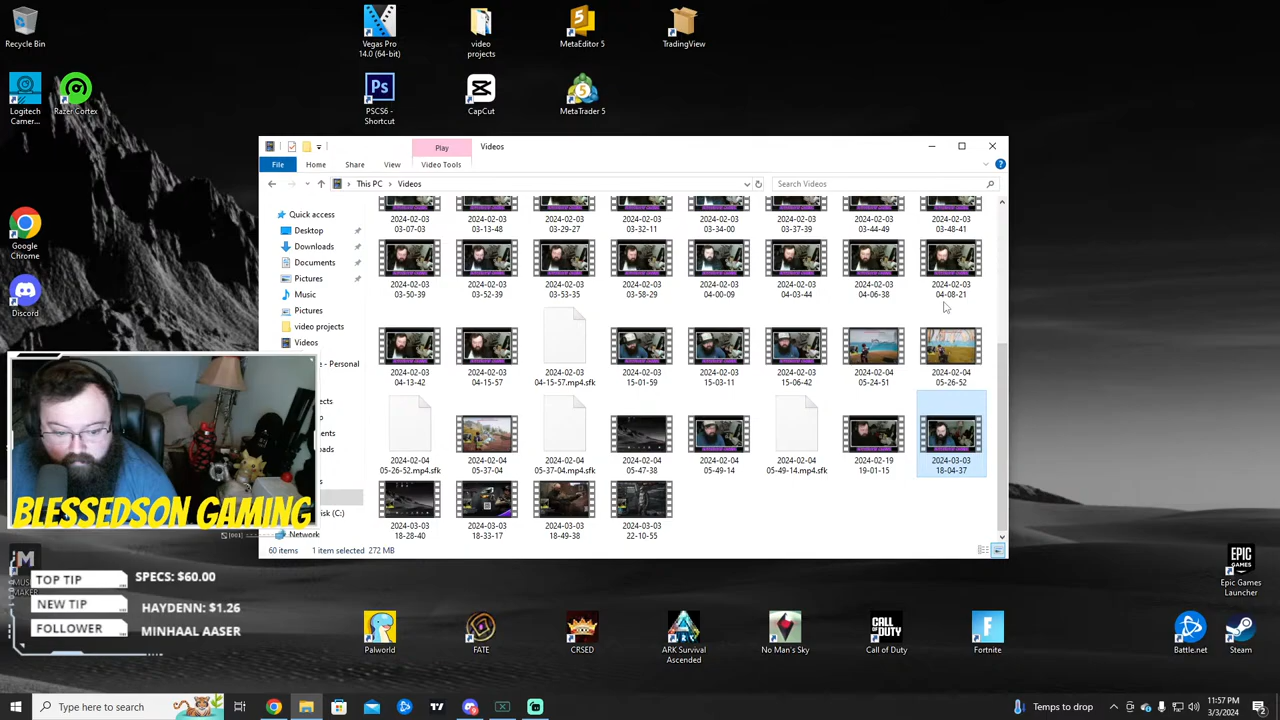 Recycle Bin
Vegas Pro
14.0 (64-bit)
video
projects
MetaEditor 5
TradingView
Logitech
Gamer...
Razer Cortex
PSCS6 -
Shortcut
CapCut
MetaTrader 5
Google
Chrome
Discord
Play
Videos
File
Home
Share
View
Video Tools
This PC
Videos
Search Videos
Quick access
Desktop
Downloads
Documents
Pictures
Music
Pictures
video projects
Videos
e - Personal
ects
p
ents
oads
s
isk (C:)
Network
2024-02-03
03-07-03
2024-02-03
03-13-48
2024-02-03
03-29-27
2024-02-03
03-32-11
2024-02-03
03-34-00
2024-02-03
03-37-39
2024-02-03
03-44-49
2024-02-03
03-48-41
2024-02-03
03-50-39
2024-02-03
03-52-39
2024-02-03
03-53-35
2024-02-03
03-58-29
2024-02-03
04-00-09
2024-02-03
04-03-44
2024-02-03
04-06-38
2024-02-03
04-08-21
2024-02-03
04-13-42
2024-02-03
04-15-57
2024-02-03
04-15-57.mp4.sfk
2024-02-03
15-01-59
2024-02-03
15-03-11
2024-02-03
15-06-42
2024-02-04
05-24-51
2024-02-04
05-26-52
2024-02-04
05-26-52.mp4.sfk
2024-02-04
05-37-04
2024-02-04
05-37-04.mp4.sfk
2024-02-04
05-47-38
2024-02-04
05-49-14
2024-02-04
05-49-14.mp4.sfk
2024-02-19
19-01-15
2024-03-03
18-04-37
2024-03-03
18-28-40
2024-03-03
18-33-17
2024-03-03
18-49-38
2024-03-03
22-10-55
60 items
1 item selected 272 MB
BLESSEDSON GAMING
MUS
MAKER
TOP TIP
SPECS: $60.00
NEW TIP
HAYDENN: $1.26
FOLLOWER
MINHAAL AASER
Palworld
FATE
CRSED
ARK Survival
Ascended
No Man's Sky
CALL OF DUTY
Call of Duty
Fortnite
EPIC
GAMES
Epic Games
Launcher
Battle.net
Steam
Type here to search
Temps to drop
11:57 PM
3/3/2024
2